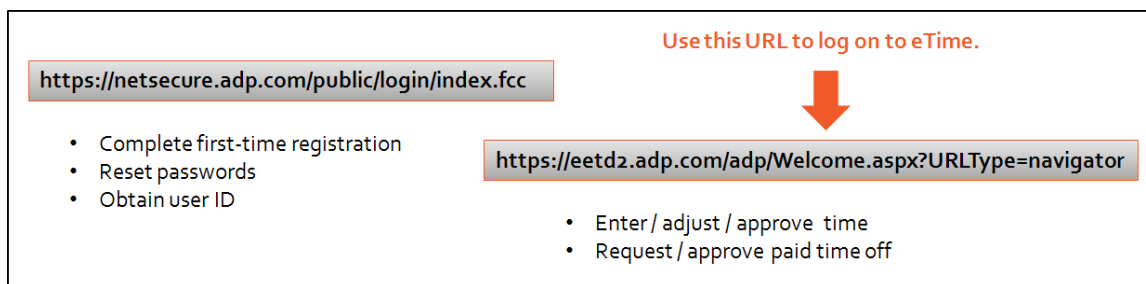 Use this URL to log on to eTime.
https://netsecure.adp.com/public/login/index.fcc
• Complete first-time registration
• Reset passwords
• Obtain user ID
https://eetd2.adp.com/adp/Welcome.aspx?URLType=navigator
• Enter / adjust / approve time
• Request / approve paid time off